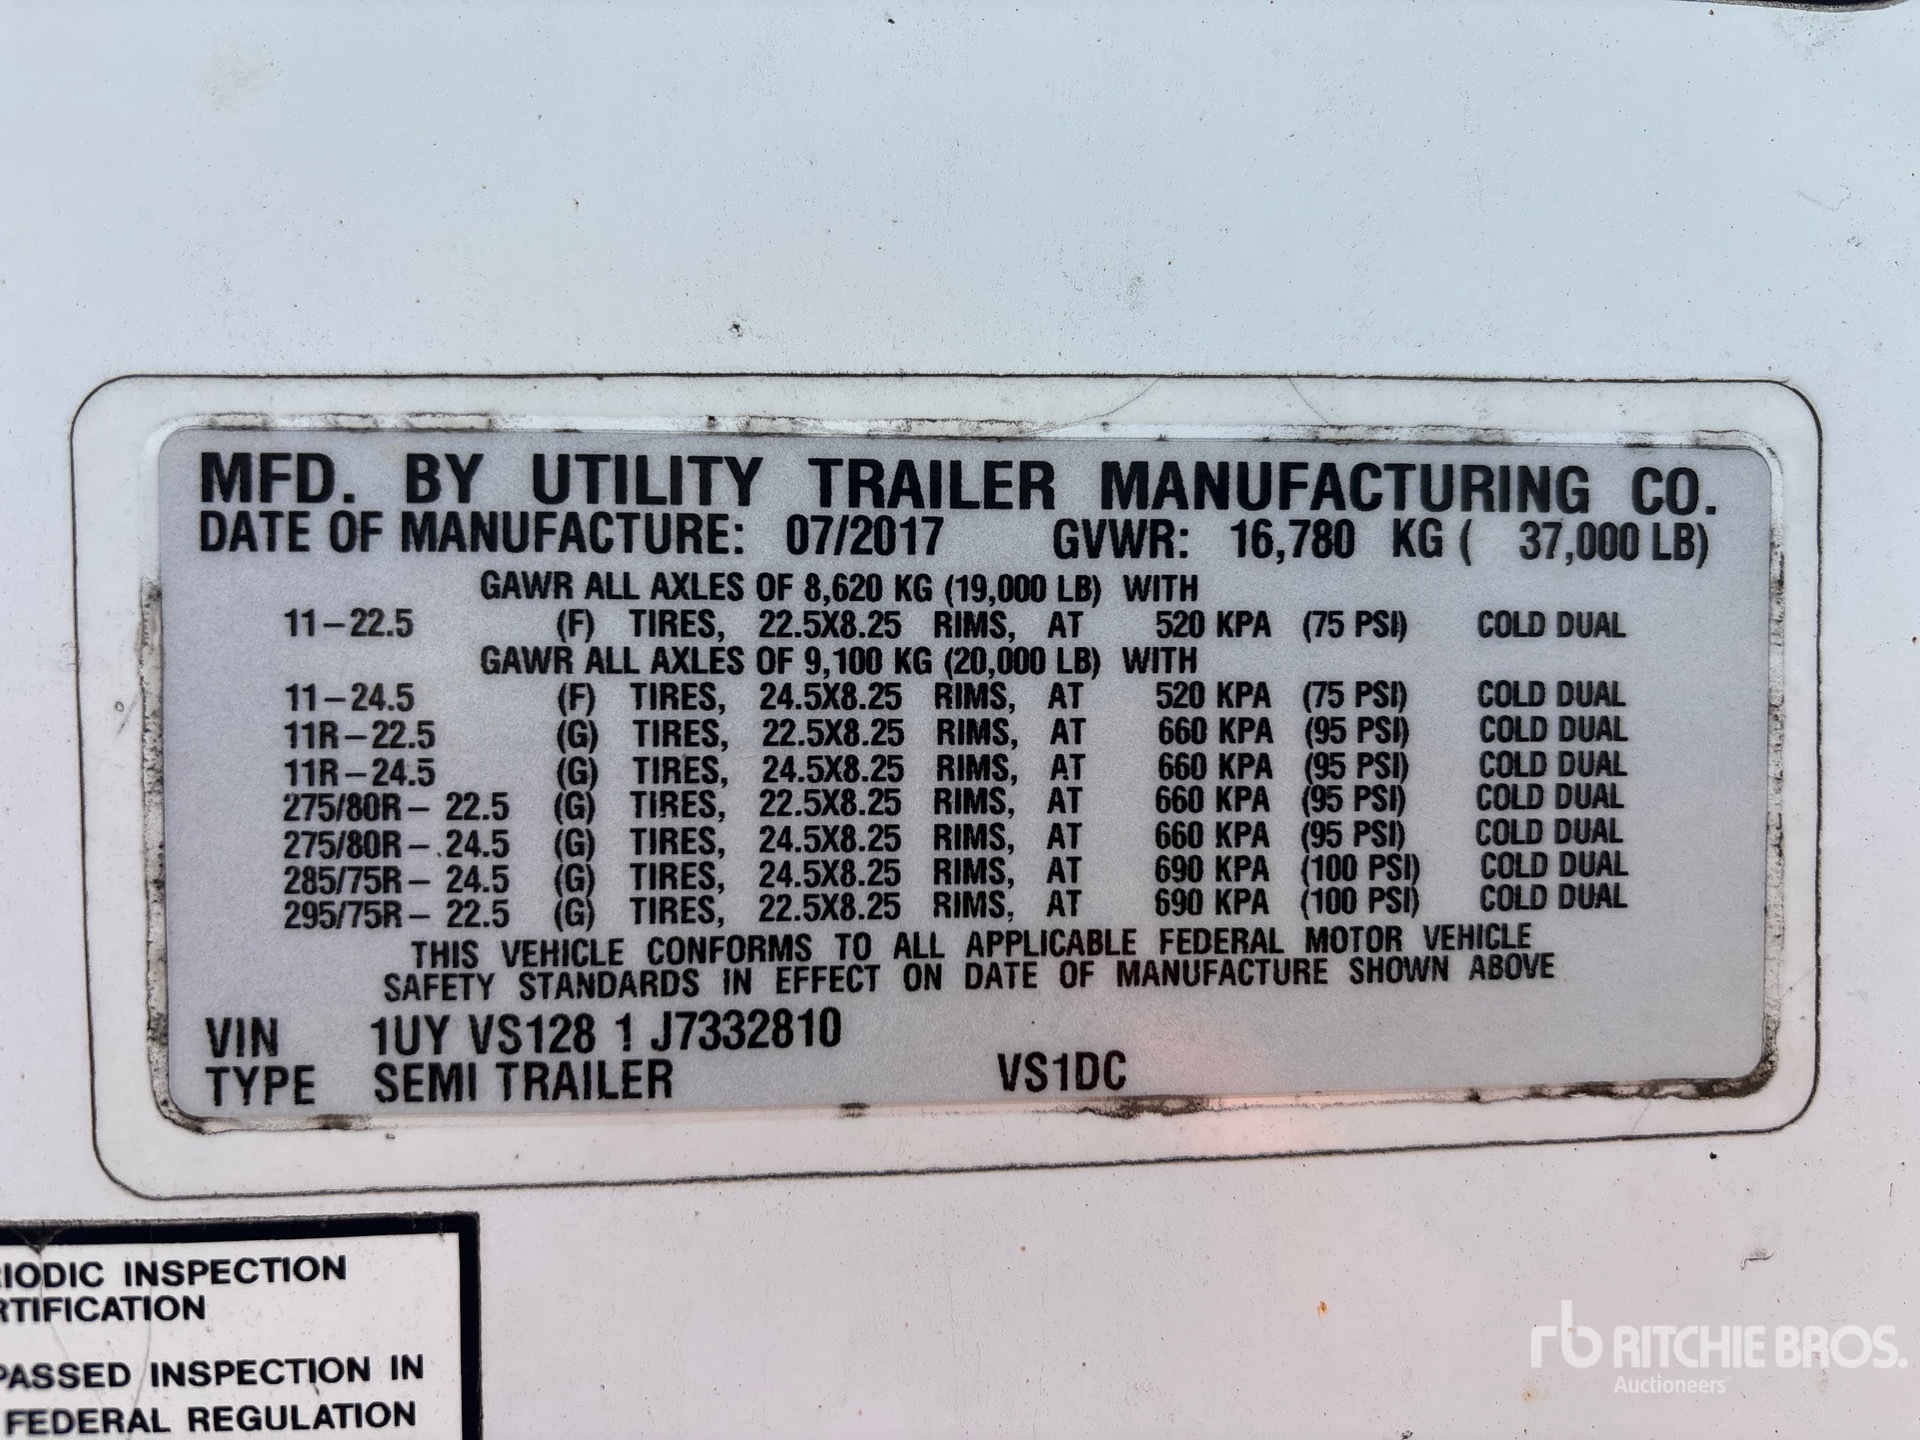 MFD. BY UTILITY TRAILER MANUFACTURING CO.
DATE OF MANUFACTURE: 07/2017 GVWR: 16,780 KG ( 37,000 LB)
GAWR ALL AXLES OF 8,620 KG (19,000 LB) WITH
11-22.5 (F) TIRES, 22.5X8.25 RIMS, AT 520 KPA (75 PSI) COLD DUAL
GAWR ALL AXLES OF 9,100 KG (20,000 LB) WITH
11-24.5 (F) TIRES, 24.5X8.25 RIMS, AT 520 KPA (75 PSI) COLD DUAL
11R-22.5 (G) TIRES, 22.5X8.25 RIMS, AT 660 KPA (95 PSI) COLD DUAL
11R-24.5 (G) TIRES, 24.5X8.25 RIMS, AT 660 KPA (95 PSI) COLD DUAL
275/80R- 22.5 (G) TIRES, 22.5X8.25 RIMS, AT 660 KPA (95 PSI) COLD DUAL
275/80R- 24.5 (G) TIRES, 24.5X8.25 RIMS, AT 660 KPA (95 PSI) COLD DUAL
285/75R- 24.5 (G) TIRES, 24.5X8.25 RIMS, AT 690 KPA (100 PSI) COLD DUAL
295/75R- 22.5 (G) TIRES, 22.5X8.25 RIMS, AT 690 KPA (100 PSI) COLD DUAL
THIS VEHICLE CONFORMS TO ALL APPLICABLE FEDERAL MOTOR VEHICLE
SAFETY STANDARDS IN EFFECT ON DATE OF MANUFACTURE SHOWN ABOVE
VIN 1UY VS128 1 J7332810
TYPE SEMI TRAILER VS1DC
RIODIC INSPECTION
RTIFICATION
PASSED INSPECTION IN
FEDERAL REGULATION
rb RITCHIE BROS.
Auctioneers